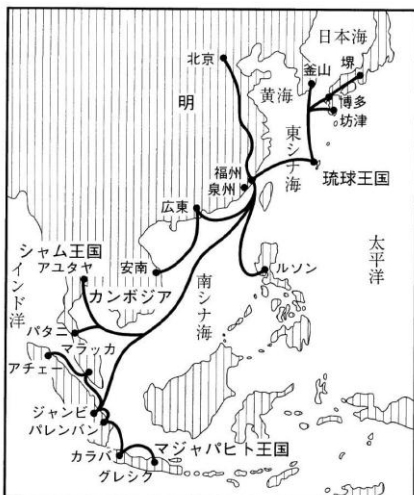 日本海
北京
釜山
堺
黄海
博多
坊津
明
東シナ海
福州
泉州
琉球王国
広東
太平洋
シャム王国
アユタヤ
安南
ルソン
カンボジア
南シナ海
インド洋
パタニ
マラッカ
アチェー
ジャンビ
パレンバン
マジャパヒト王国
カラバ
グレシク